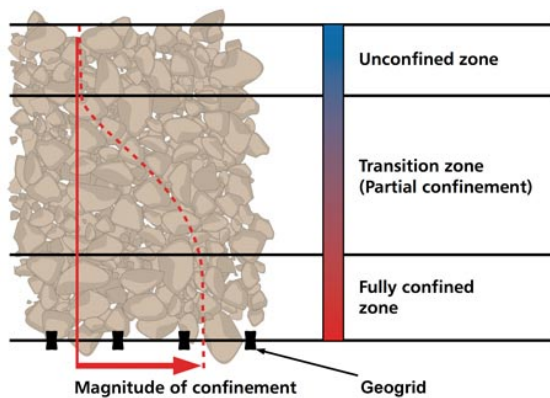 Unconfined zone
Transition zone
(Partial confinement)
Fully confined
zone
Magnitude of confinement
Geogrid